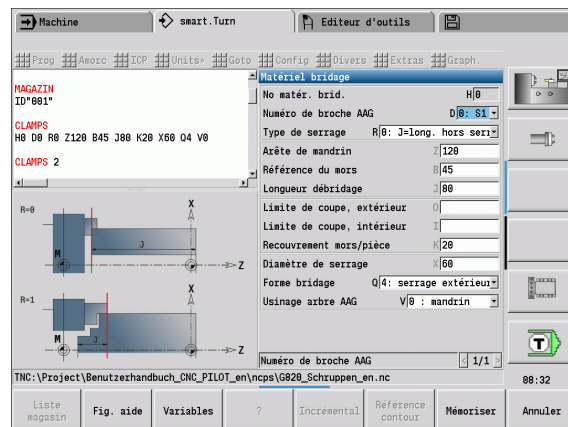 Machine
smart.Turn
Editeur d'outils
Prog Amorc ICP Units» Goto Config Divers Extras Graph.
MAGAZIN
ID"001"
CLAMPS
H0 D0 R0 Z120 B45 J80 K20 X60 Q4 V0
CLAMPS 2
Matériel bridage
No matér. brid. H 0
Numéro de broche AAG D 0: S1
Type de serrage R 0: J=long. hors serr
Arête de mandrin Z 120
Référence du mors B 45
Longueur débridage J 80
Limite de coupe, extérieur O
Limite de coupe, intérieur I
Recouvrement mors/pièce K 20
Diamètre de serrage X 60
Forme bridage Q 4: serrage extérieur
Usinage arbre AAG V 0 : mandrin
Numéro de broche AAG < 1/1 >
R=0
X
J
M
Z
R=1
X
M
J
Z
T
TNC:\Project\Benutzerhandbuch_CNC_PILOT_en\ncps\G820_Schruppen_en.nc
08:32
Liste magasin
Fig. aide
Variables
?
Incrémental
Référence contour
Mémoriser
Annuler